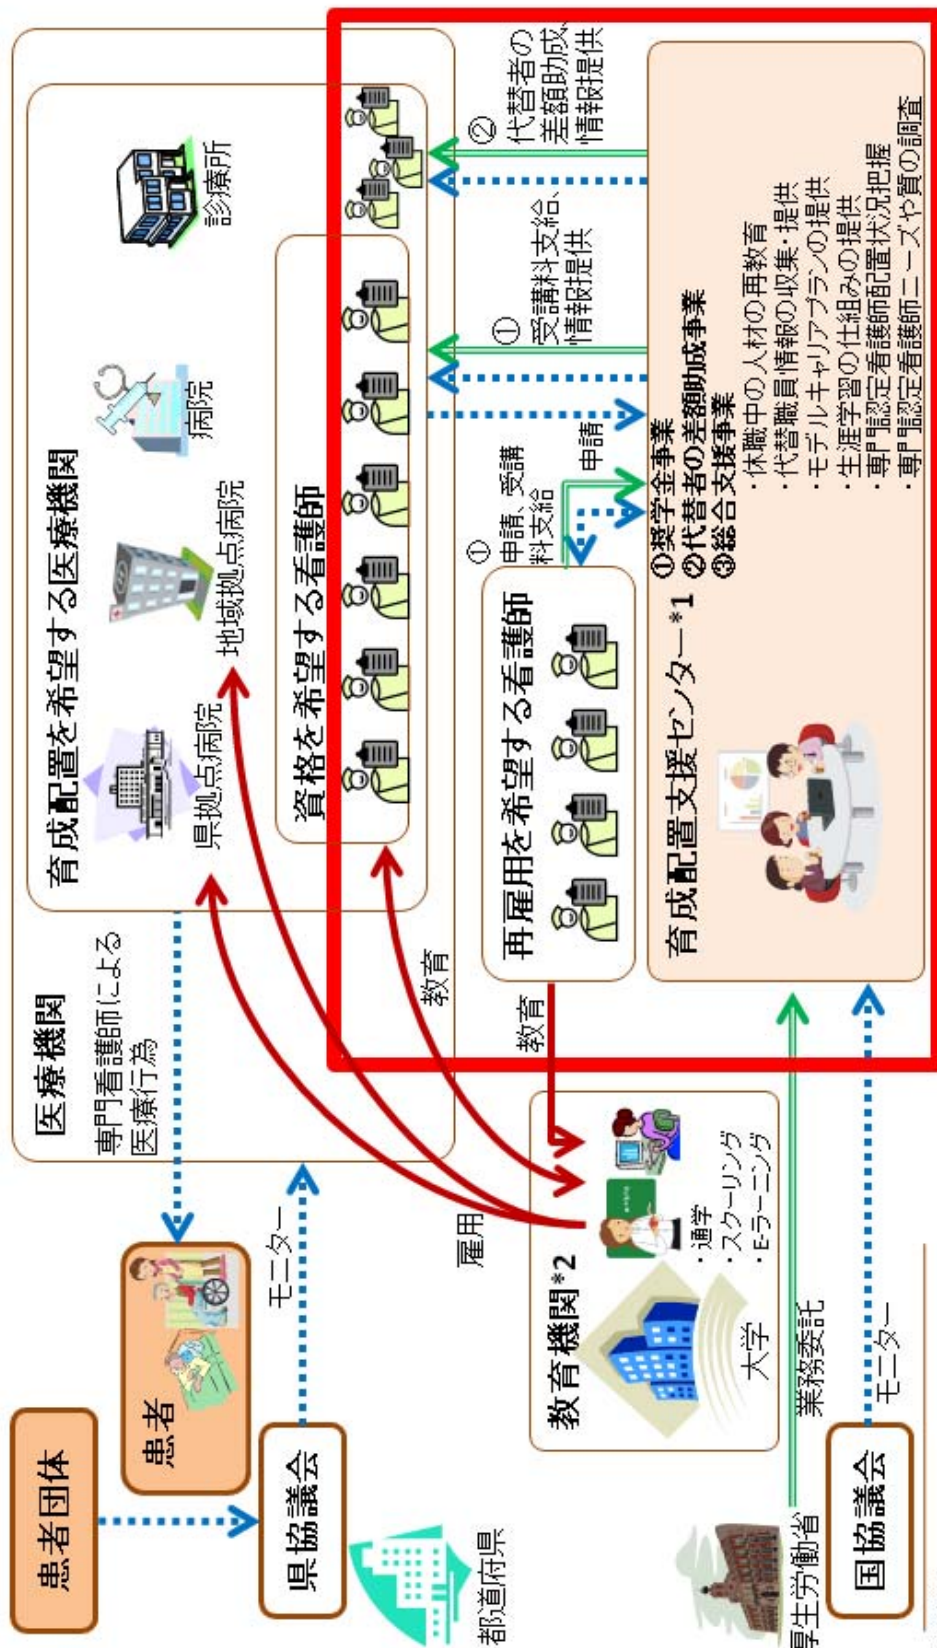 患者団体
患者
県協議会
都道府県
モニター
医療機関
専門看護師による
医療行為
育成配置を希望する医療機関
県拠点病院
地域拠点病院
病院
診療所
資格を希望する看護師
雇用
教育
教育
教育機関*2
大学
・通学
・スクーリング
・E-ラーニング
再雇用を希望する看護師
①
申請、受講
料支給
申請
①
受講料支給、
情報提供
②
代替者の
差額助成、
情報提供
厚生労働省
業務委託
国協議会
モニター
育成配置支援センター*1
①奨学金事業
②代替者の差額助成事業
③総合支援事業
・休職中の人材の再教育
・代替職員情報の収集・提供
・モデルキャリアプランの提供
・生涯学習の仕組みの提供
・専門認定看護師配置状況把握
・専門認定看護師ニーズや質の調査